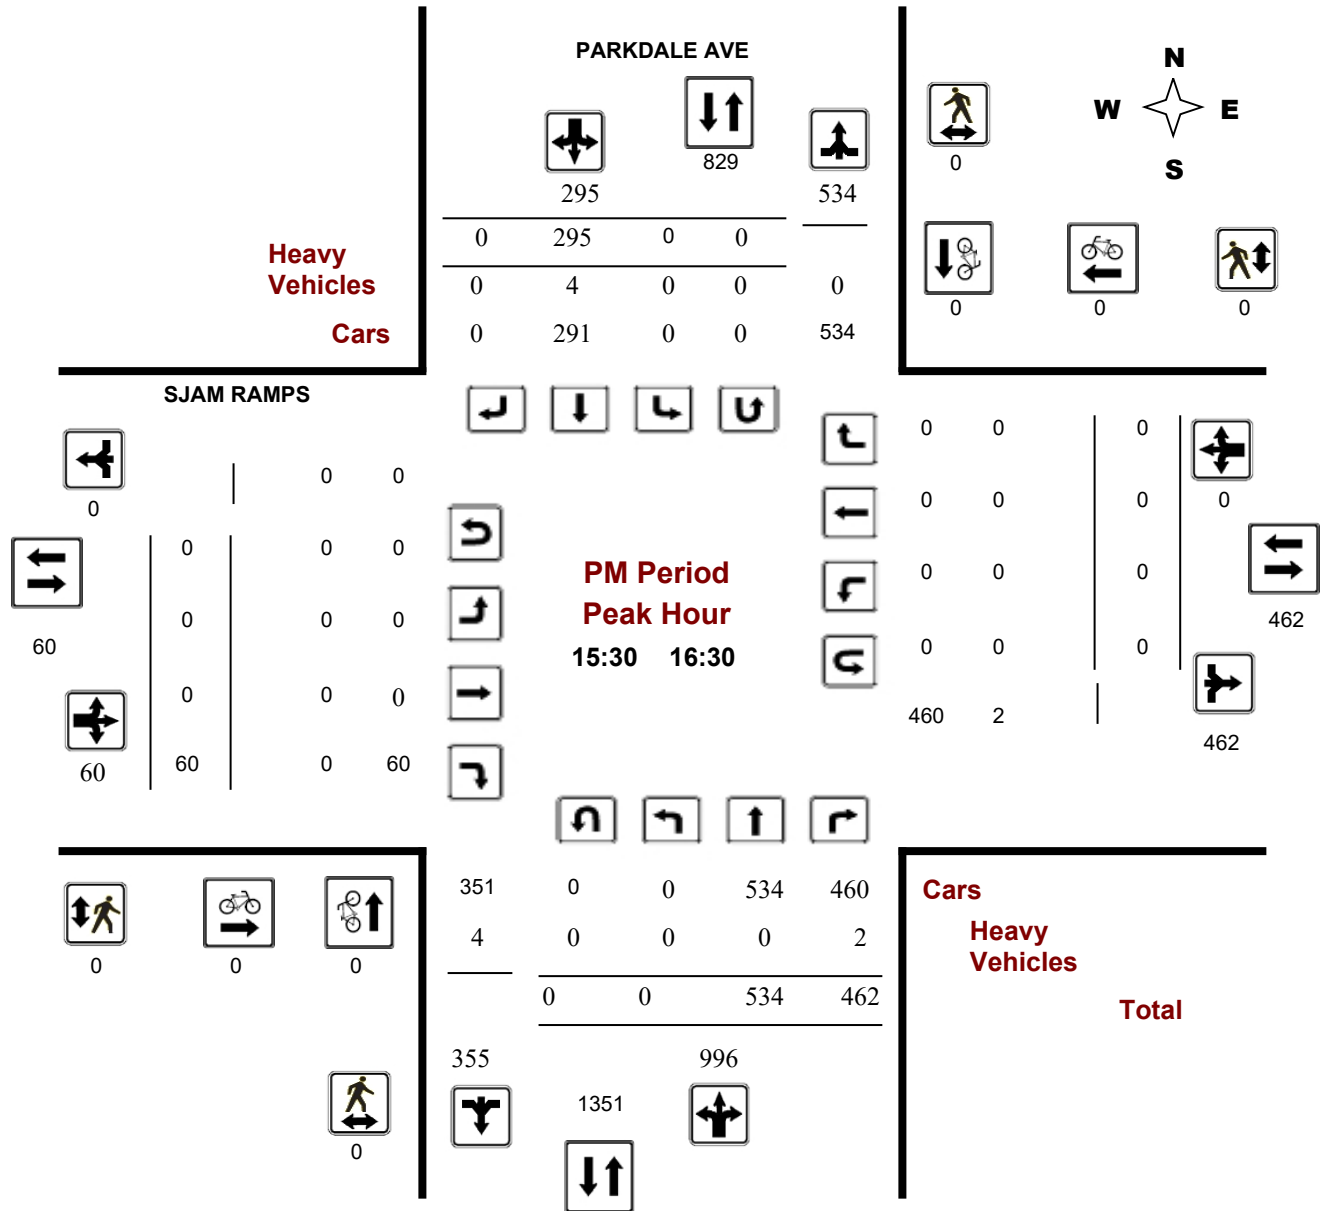 PARKDALE AVE
N
W E
S
829
0
295 534
0 295 0 0
Heavy
Vehicles
0 4 0 0 0
0 0 0
Cars 0 291 0 0 534
SJAM RAMPS
0 0 0
0 0
0 0 0 0
0
0 0 0 0
PM Period
0 0 0
Peak Hour
0 0 0
462
60
15:30 16:30
0 0 0
0 0 0
460 2
462
60 60 0 60
351 0 0 534 460 Cars
4 0 0 0 2 Heavy
Vehicles
0 0 0
0 0 534 462 Total
355 996
1351
0